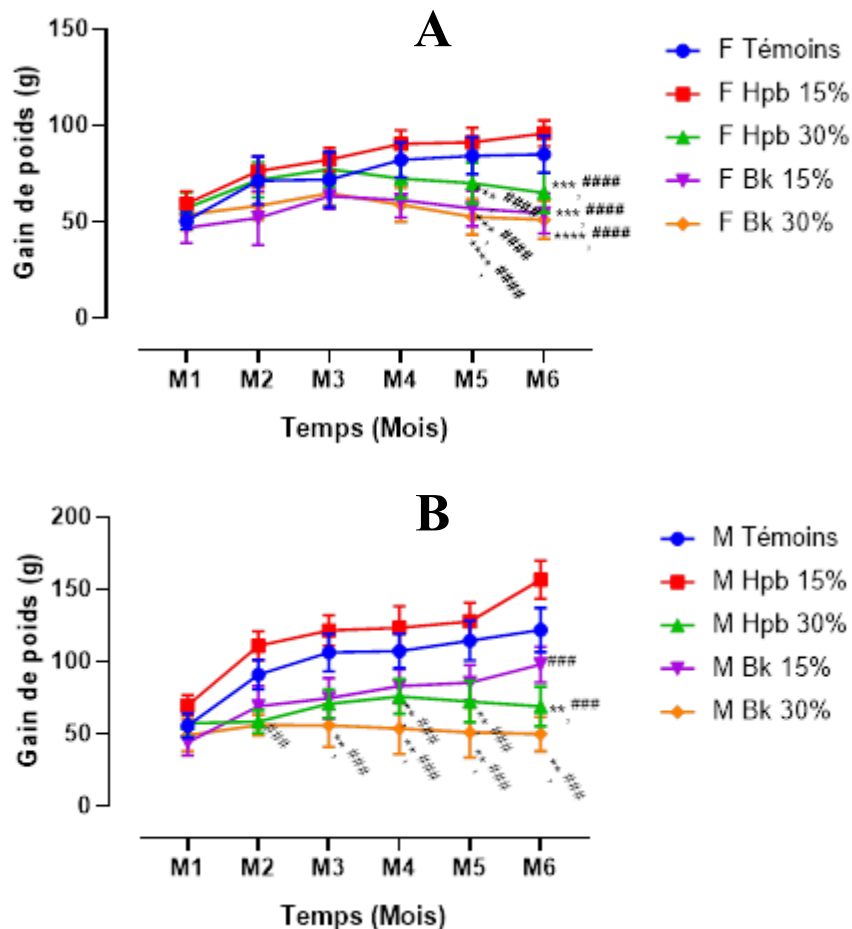 A
150
100
50
0
Gain de poids (g)
F Témoins
F Hpb 15%
F Hpb 30%
F Bk 15%
F Bk 30%
***, ####
***, ####
****, ####
***, ####
***, ####
****, ####
M1 M2 M3 M4 M5 M6
Temps (Mois)
B
200
150
100
50
0
Gain de poids (g)
M Témoins
M Hpb 15%
M Hpb 30%
M Bk 15%
M Bk 30%
###
**, ###
###
**, ###
**, ###
**, ###
**, ###
**, ###
**, ###
M1 M2 M3 M4 M5 M6
Temps (Mois)